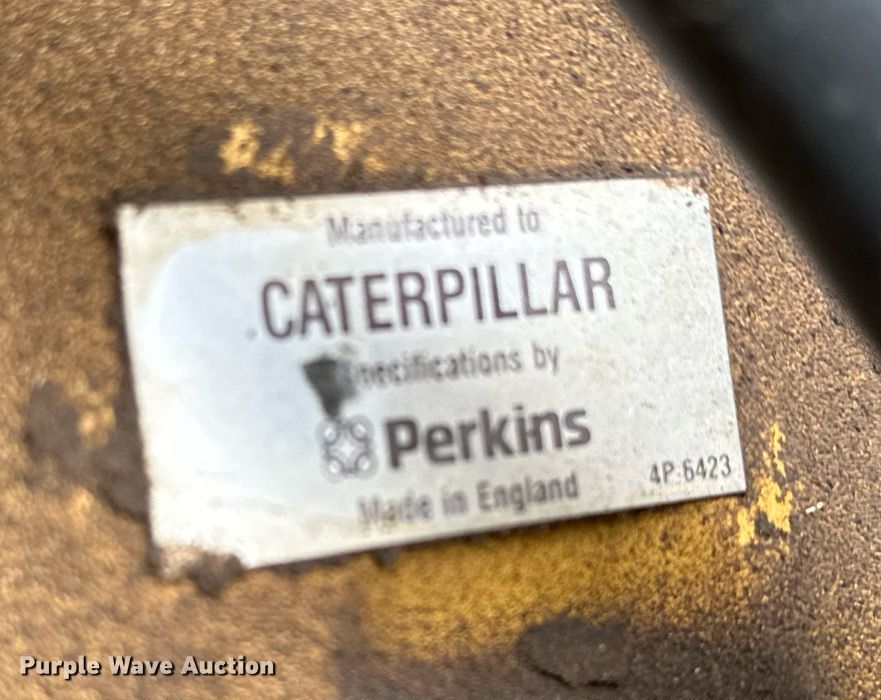 Manufactured to
CATERPILLAR
Specifications by
Perkins
Made in England
4P-6423
Purple Wave Auction